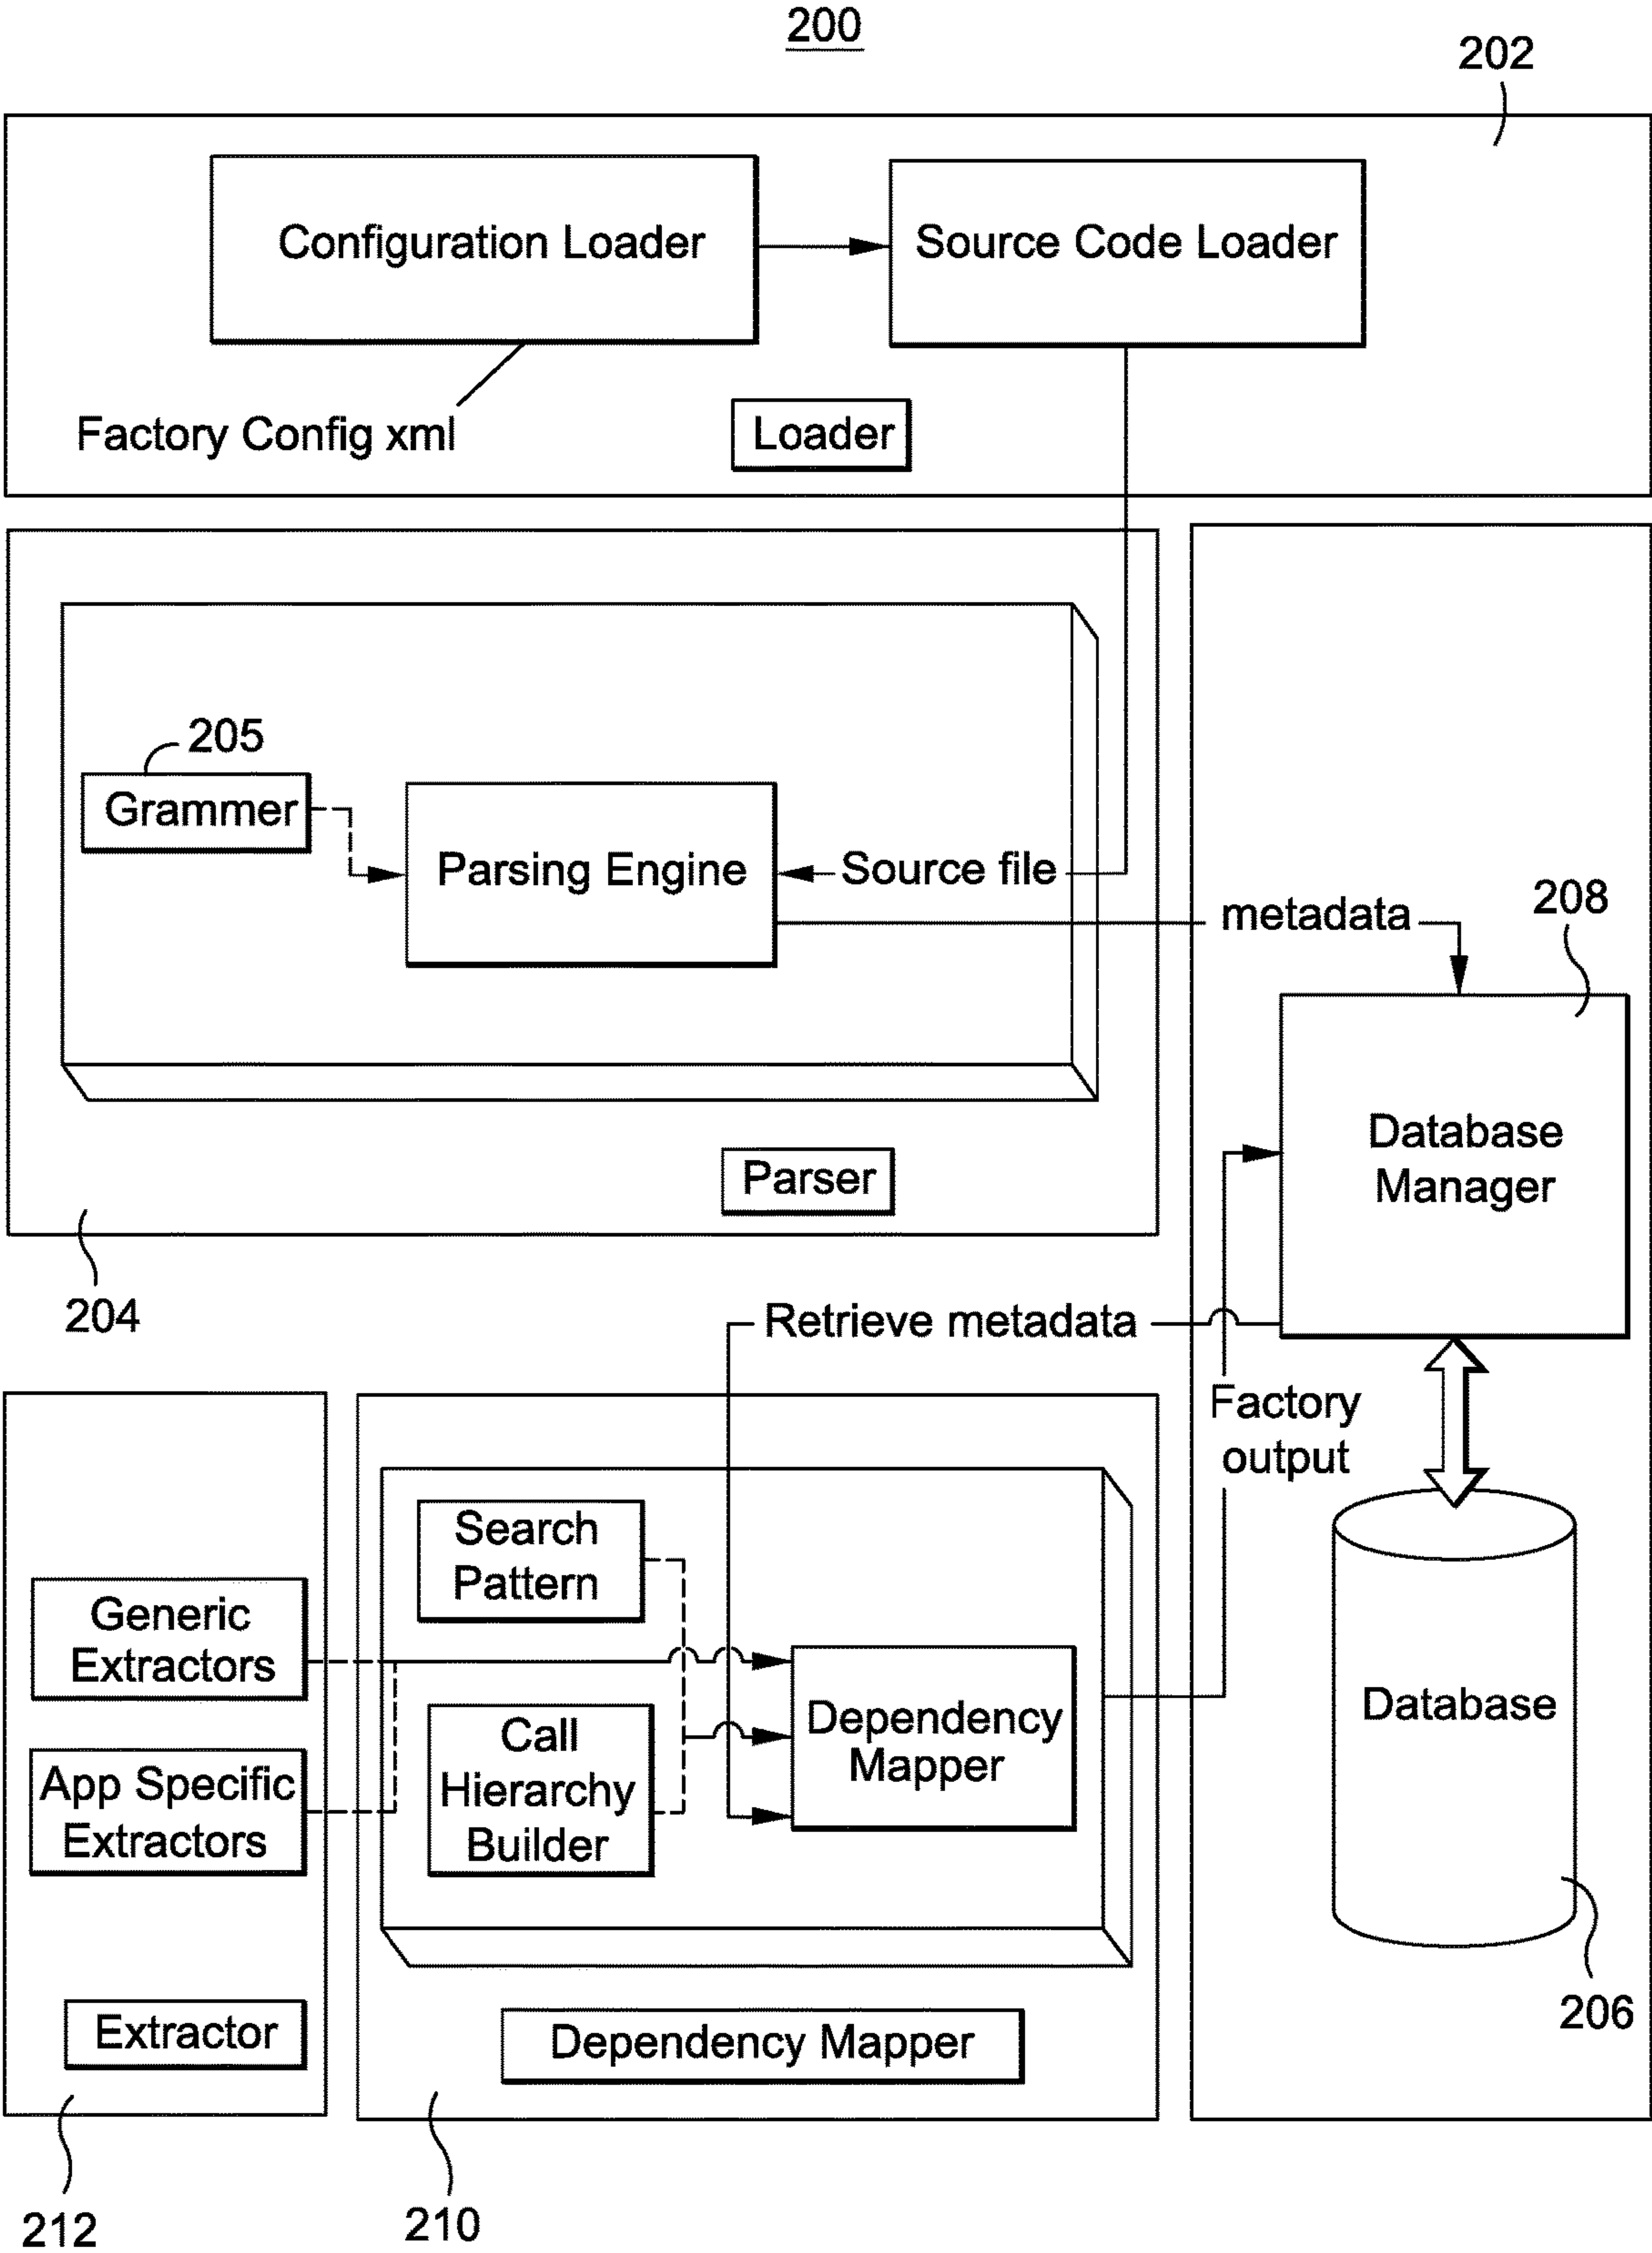 200
202
Configuration Loader
Source Code Loader
Factory Config xml
Loader
205
Grammer
Parsing Engine
Source file
metadata
208
Database
Manager
Parser
204
Retrieve metadata
Factory
output
Search
Pattern
Generic
Extractors
Call
Hierarchy
Builder
Dependency
Mapper
Database
App Specific
Extractors
206
Extractor
Dependency Mapper
212
210